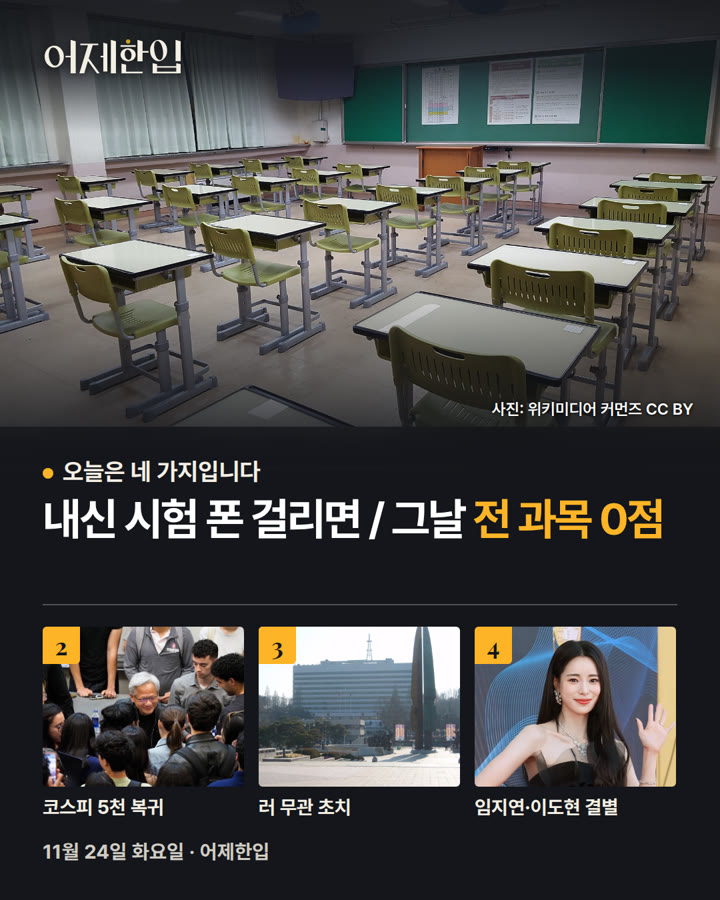 어제한입
사진: 위키미디어 커먼즈 CC BY
오늘은 네 가지입니다
내신 시험 폰 걸리면 / 그날 전 과목 0점
2
3
4
코스피 5천 복귀
러 무관 초치
임지연·이도현 결별
11월 24일 화요일 · 어제한입